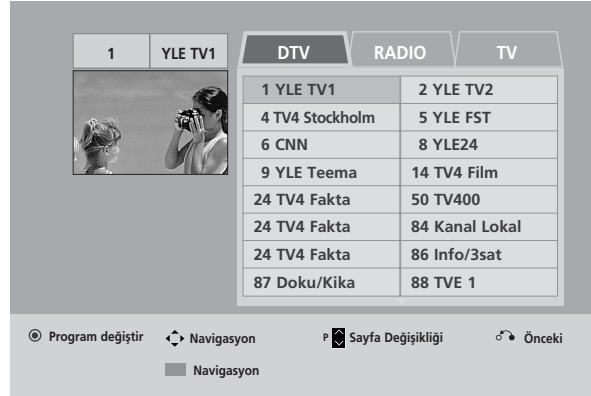 1 YLE TV1 DTV RADIO TV
1 YLE TV1 2 YLE TV2
4 TV4 Stockholm 5 YLE FST
6 CNN 8 YLE24
9 YLE Teema 14 TV4 Film
24 TV4 Fakta 50 TV400
24 TV4 Fakta 84 Kanal Lokal
24 TV4 Fakta 86 Info/3sat
87 Doku/Kika 88 TVE 1
Program değiştir Navigasyon P Sayfa Değişikliği Önceki
Navigasyon